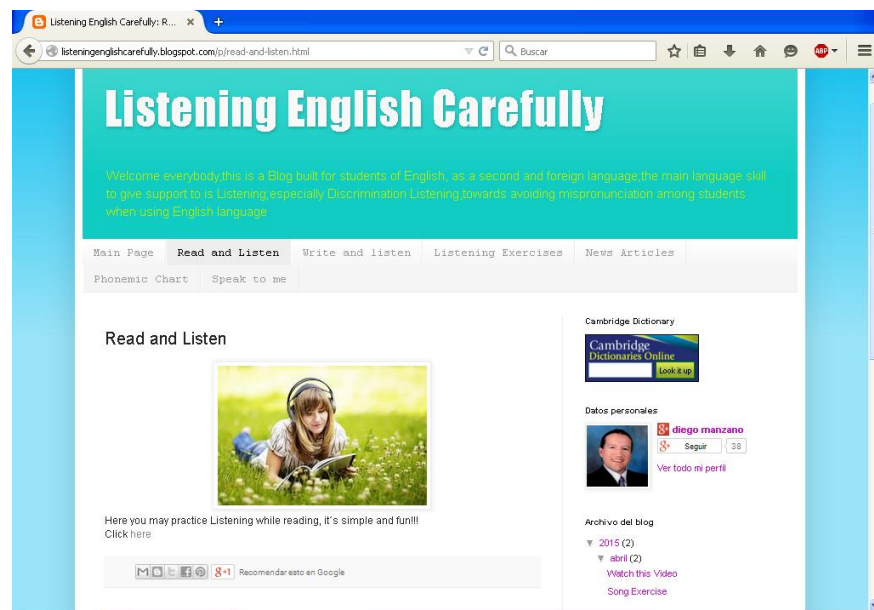 Listening English Carefully: R...
listeningenglishcarefully.blogspot.com/p/read-and-listen.html
Buscar
ABP
Listening English Carefully
Welcome everybody,this is a Blog built for students of English, as a second and foreign language;the main language skill
to give support to is Listening;especially Discrimination Listening,towards avoiding mispronunciation among students
when using English language
Main Page Read and Listen Write and listen Listening Exercises News Articles
Phonemic Chart Speak to me
Read and Listen
Here you may practice Listening while reading, it´s simple and fun!!!
Click here
g+1 Recomendar esto en Google
Cambridge Dictionary
Cambridge
Dictionaries Online
Look it up
Datos personales
diego manzano
Seguir 38
Ver todo mi perfil
Archivo del blog
▼ 2015 (2)
▼ abril (2)
Watch this Video
Song Exercise